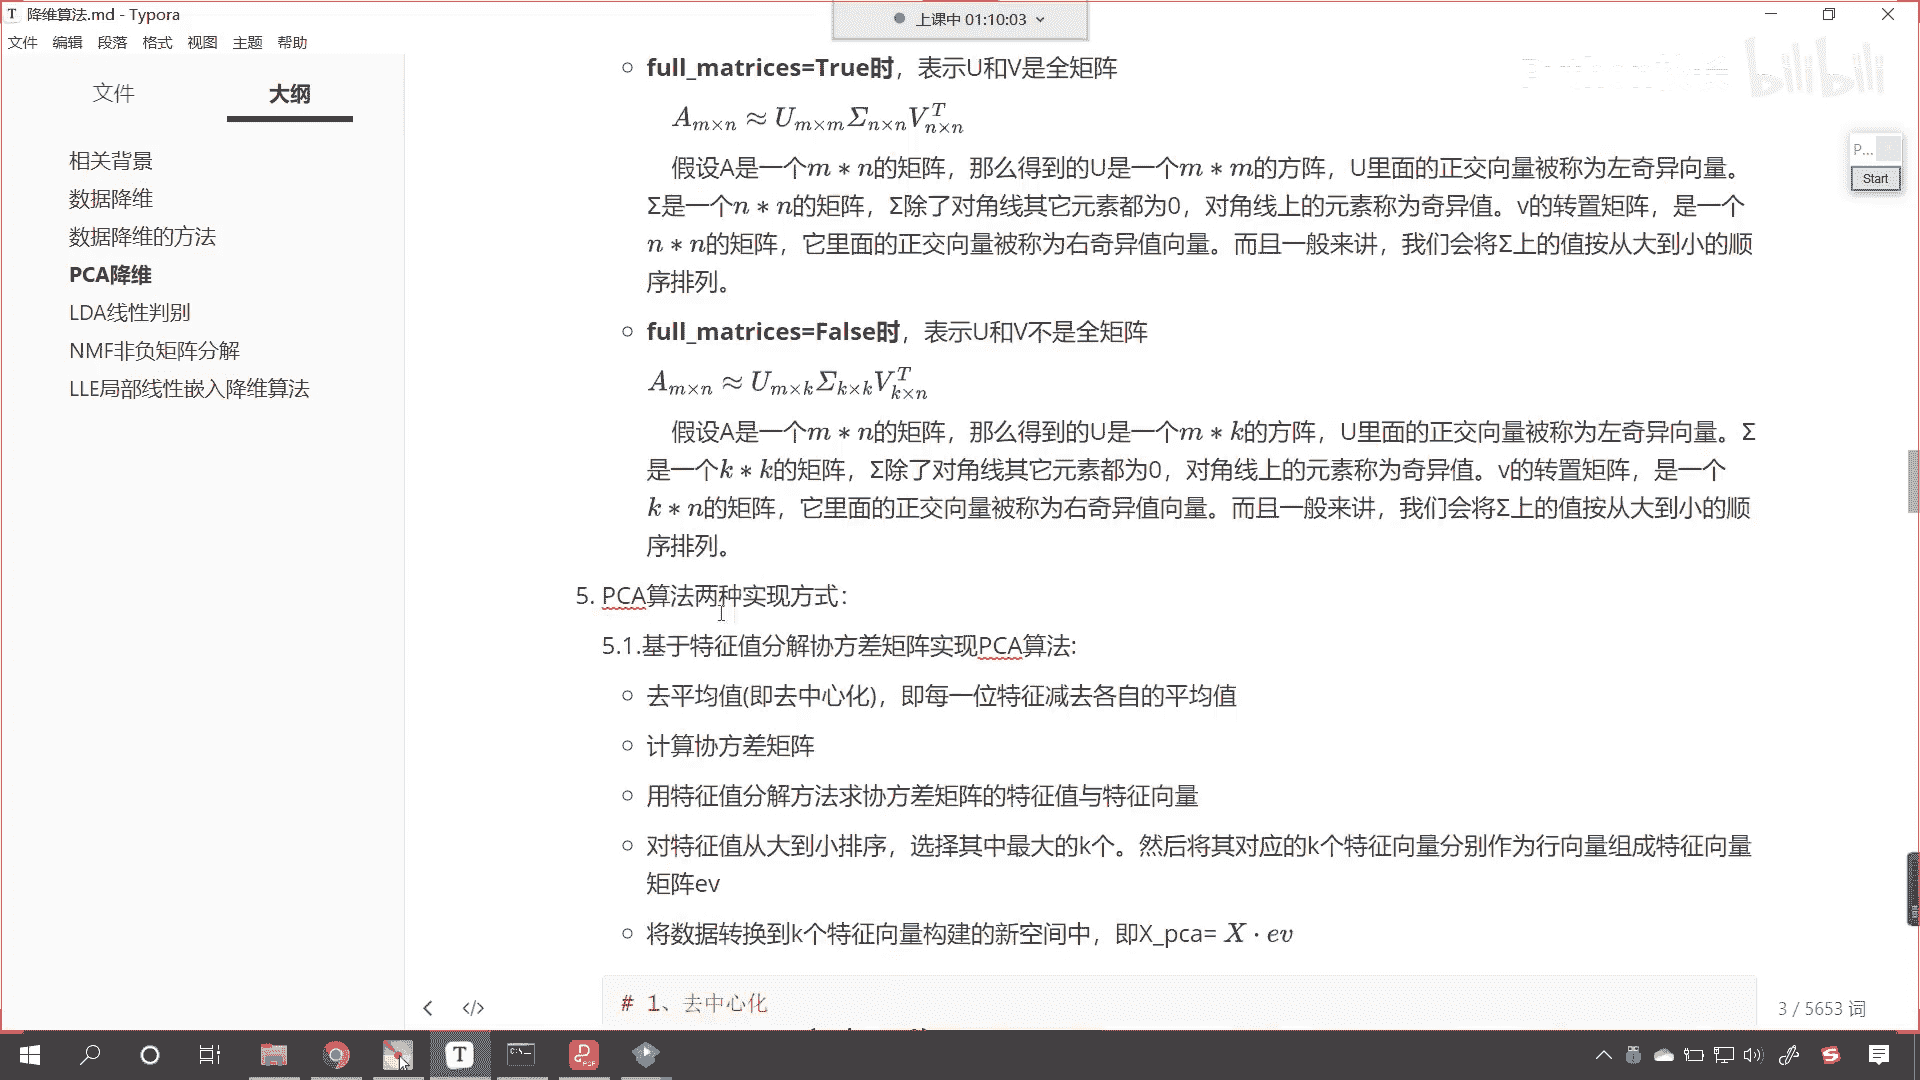 降维算法.md - Typora
上课中 01:10:03
文件 编辑 段落 格式 视图 主题 帮助
文件 大纲
相关背景
数据降维
数据降维的方法
PCA降维
LDA线性判别
NMF非负矩阵分解
LLE局部线性嵌入降维算法
full_matrices=True时，表示U和V是全矩阵
A_{m×n} ≈ U_{m×m} Σ_{n×n} V^T_{n×n}
假设A是一个m * n的矩阵，那么得到的U是一个m * m的方阵，U里面的正交向量被称为左奇异向量。
Σ是一个n * n的矩阵，Σ除了对角线其它元素都为0，对角线上的元素称为奇异值。v的转置矩阵，是一个
n * n的矩阵，它里面的正交向量被称为右奇异值向量。而且一般来讲，我们会将Σ上的值按从大到小的顺
序排列。
full_matrices=False时，表示U和V不是全矩阵
A_{m×n} ≈ U_{m×k} Σ_{k×k} V^T_{k×n}
假设A是一个m * n的矩阵，那么得到的U是一个m * k的方阵，U里面的正交向量被称为左奇异向量。Σ
是一个k * k的矩阵，Σ除了对角线其它元素都为0，对角线上的元素称为奇异值。v的转置矩阵，是一个
k * n的矩阵，它里面的正交向量被称为右奇异值向量。而且一般来讲，我们会将Σ上的值按从大到小的顺
序排列。
5. PCA算法两种实现方式：
5.1.基于特征值分解协方差矩阵实现PCA算法:
去平均值(即去中心化)，即每一位特征减去各自的平均值
计算协方差矩阵
用特征值分解方法求协方差矩阵的特征值与特征向量
对特征值从大到小排序，选择其中最大的k个。然后将其对应的k个特征向量分别作为行向量组成特征向量
矩阵ev
将数据转换到k个特征向量构建的新空间中，即X_pca= X · ev
# 1、去中心化
3 / 5653 词
bilibili
P...
Start